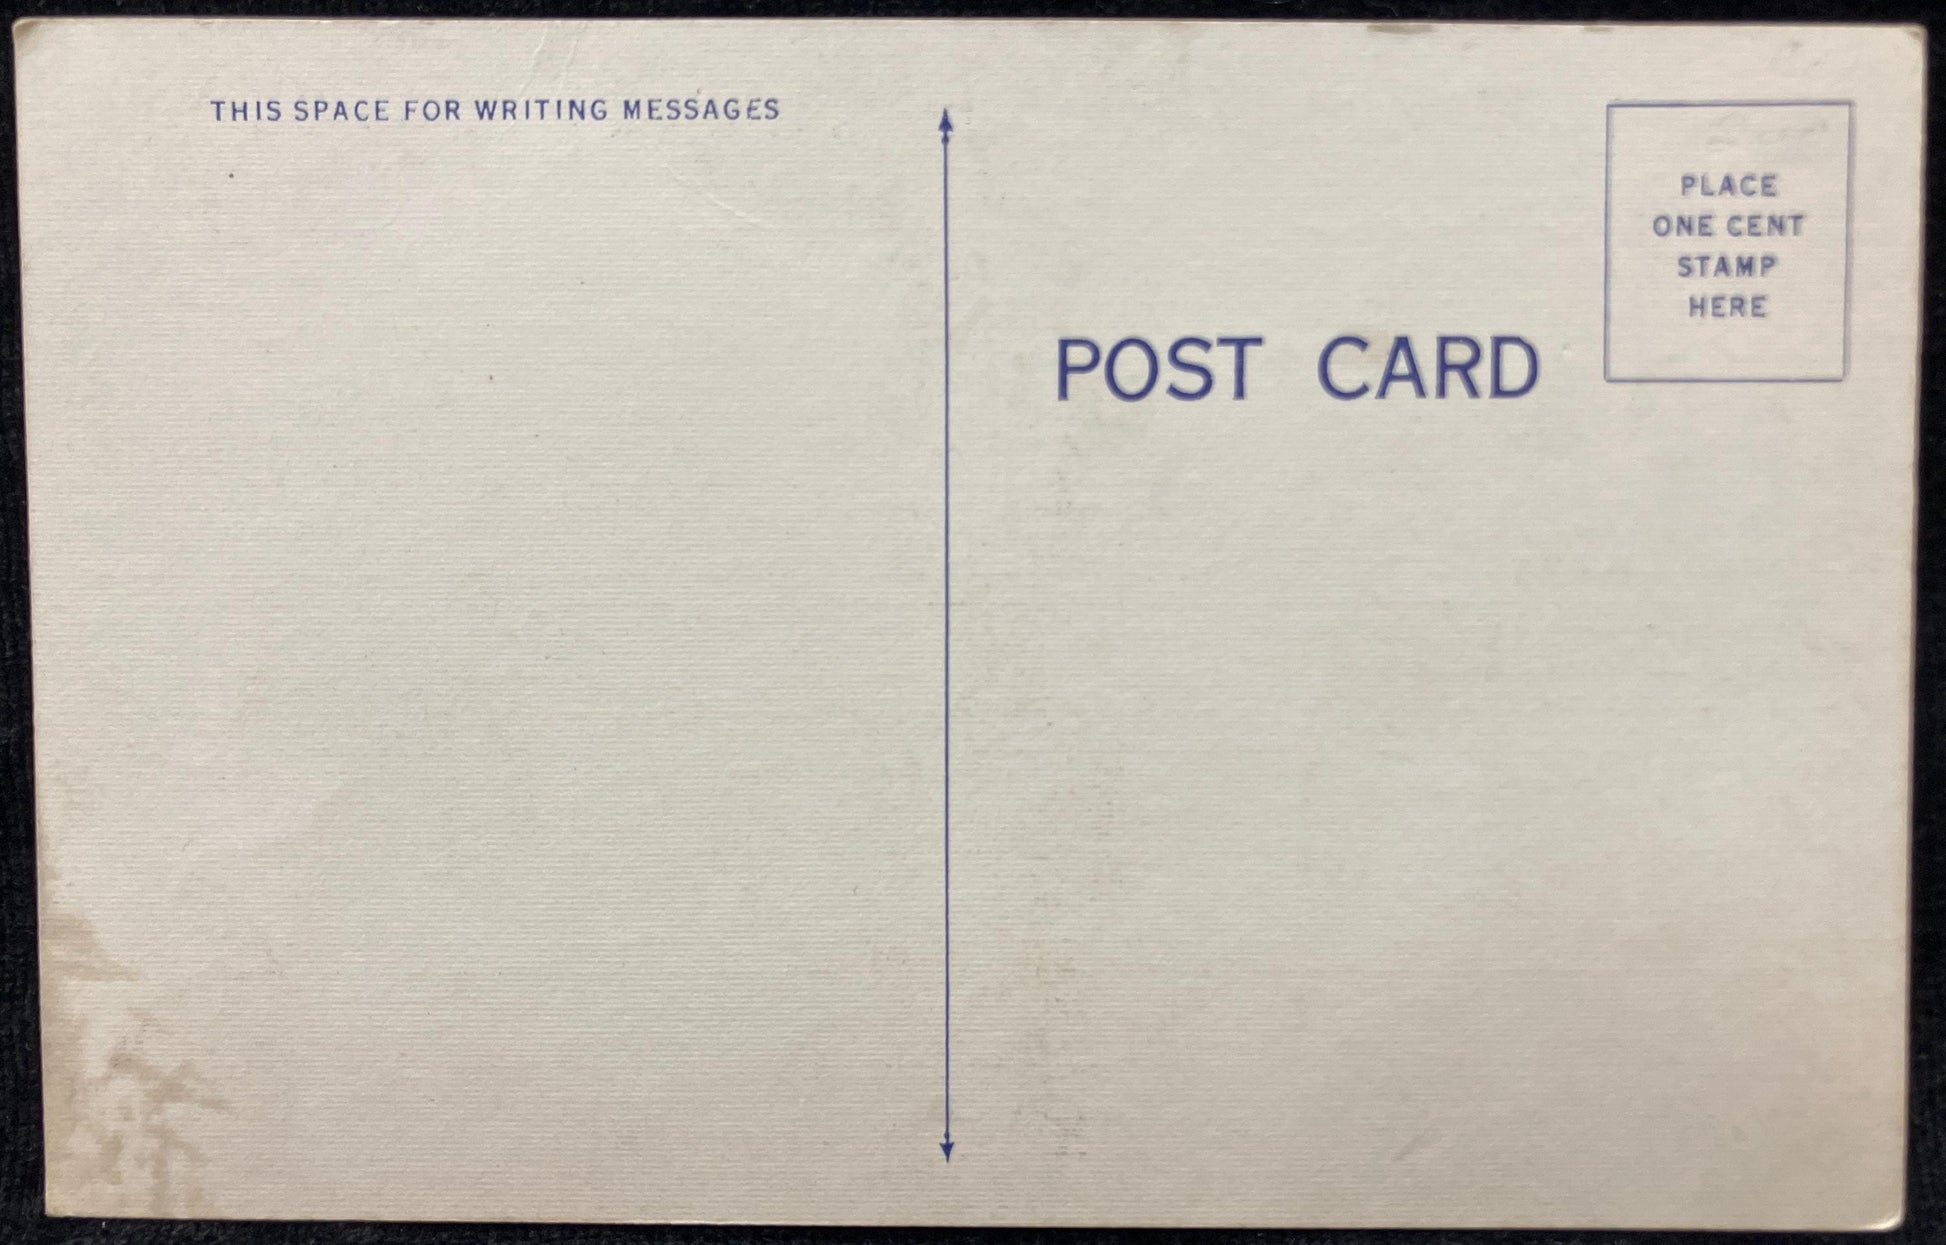 THIS SPACE FOR WRITING MESSAGES
PLACE
ONE CENT
STAMP
HERE
POST CARD